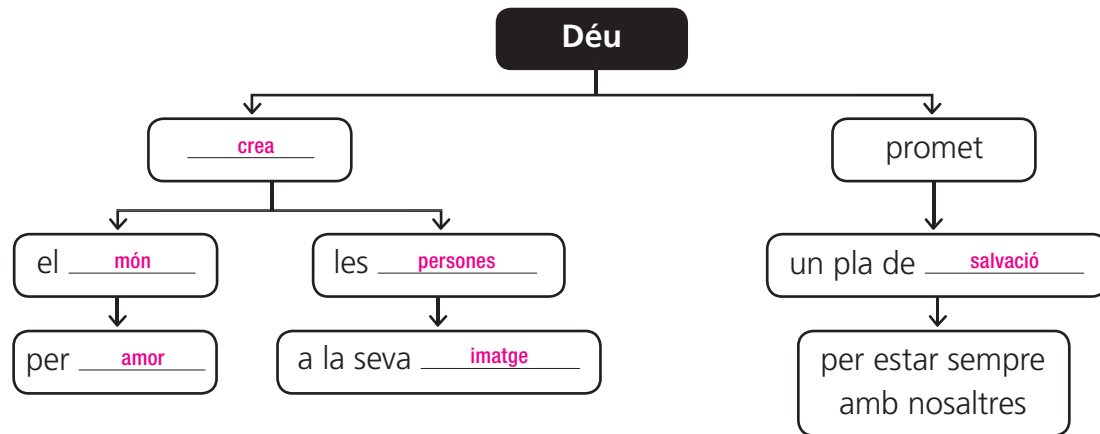 Déu
crea
promet
el món
les persones
un pla de salvació
per amor
a la seva imatge
per estar sempre
amb nosaltres